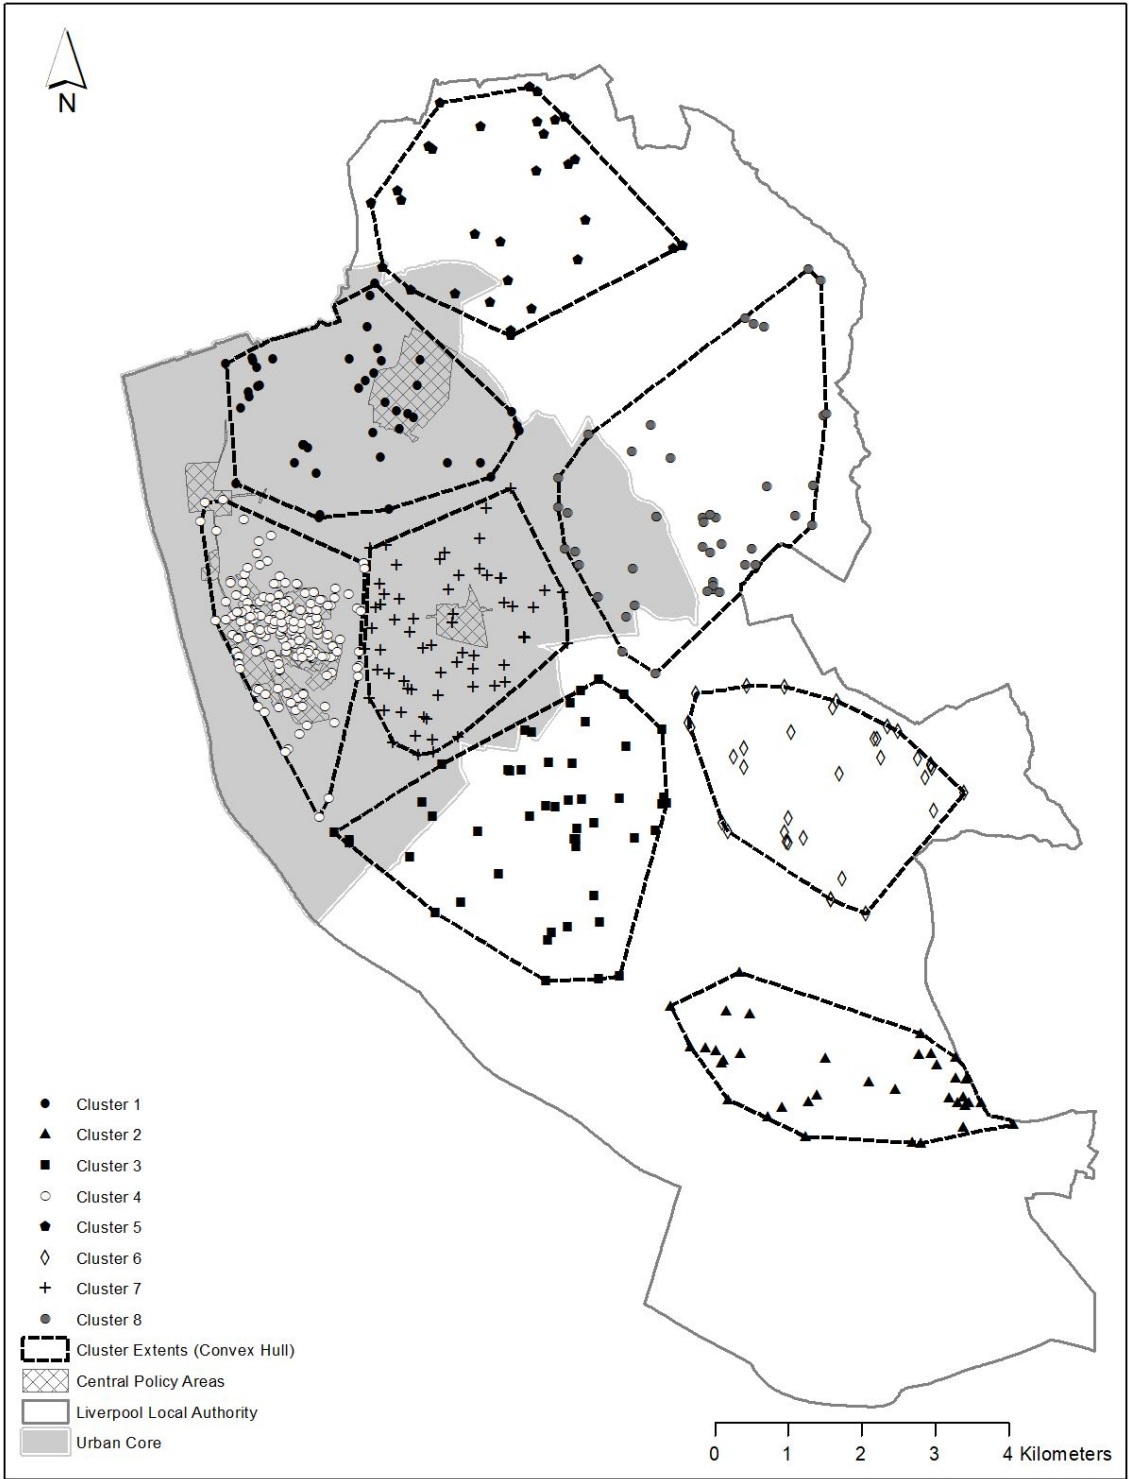 N
Cluster 1
Cluster 2
Cluster 3
Cluster 4
Cluster 5
Cluster 6
Cluster 7
Cluster 8
Cluster Extents (Convex Hull)
Central Policy Areas
Liverpool Local Authority
Urban Core
0 1 2 3 4 Kilometers